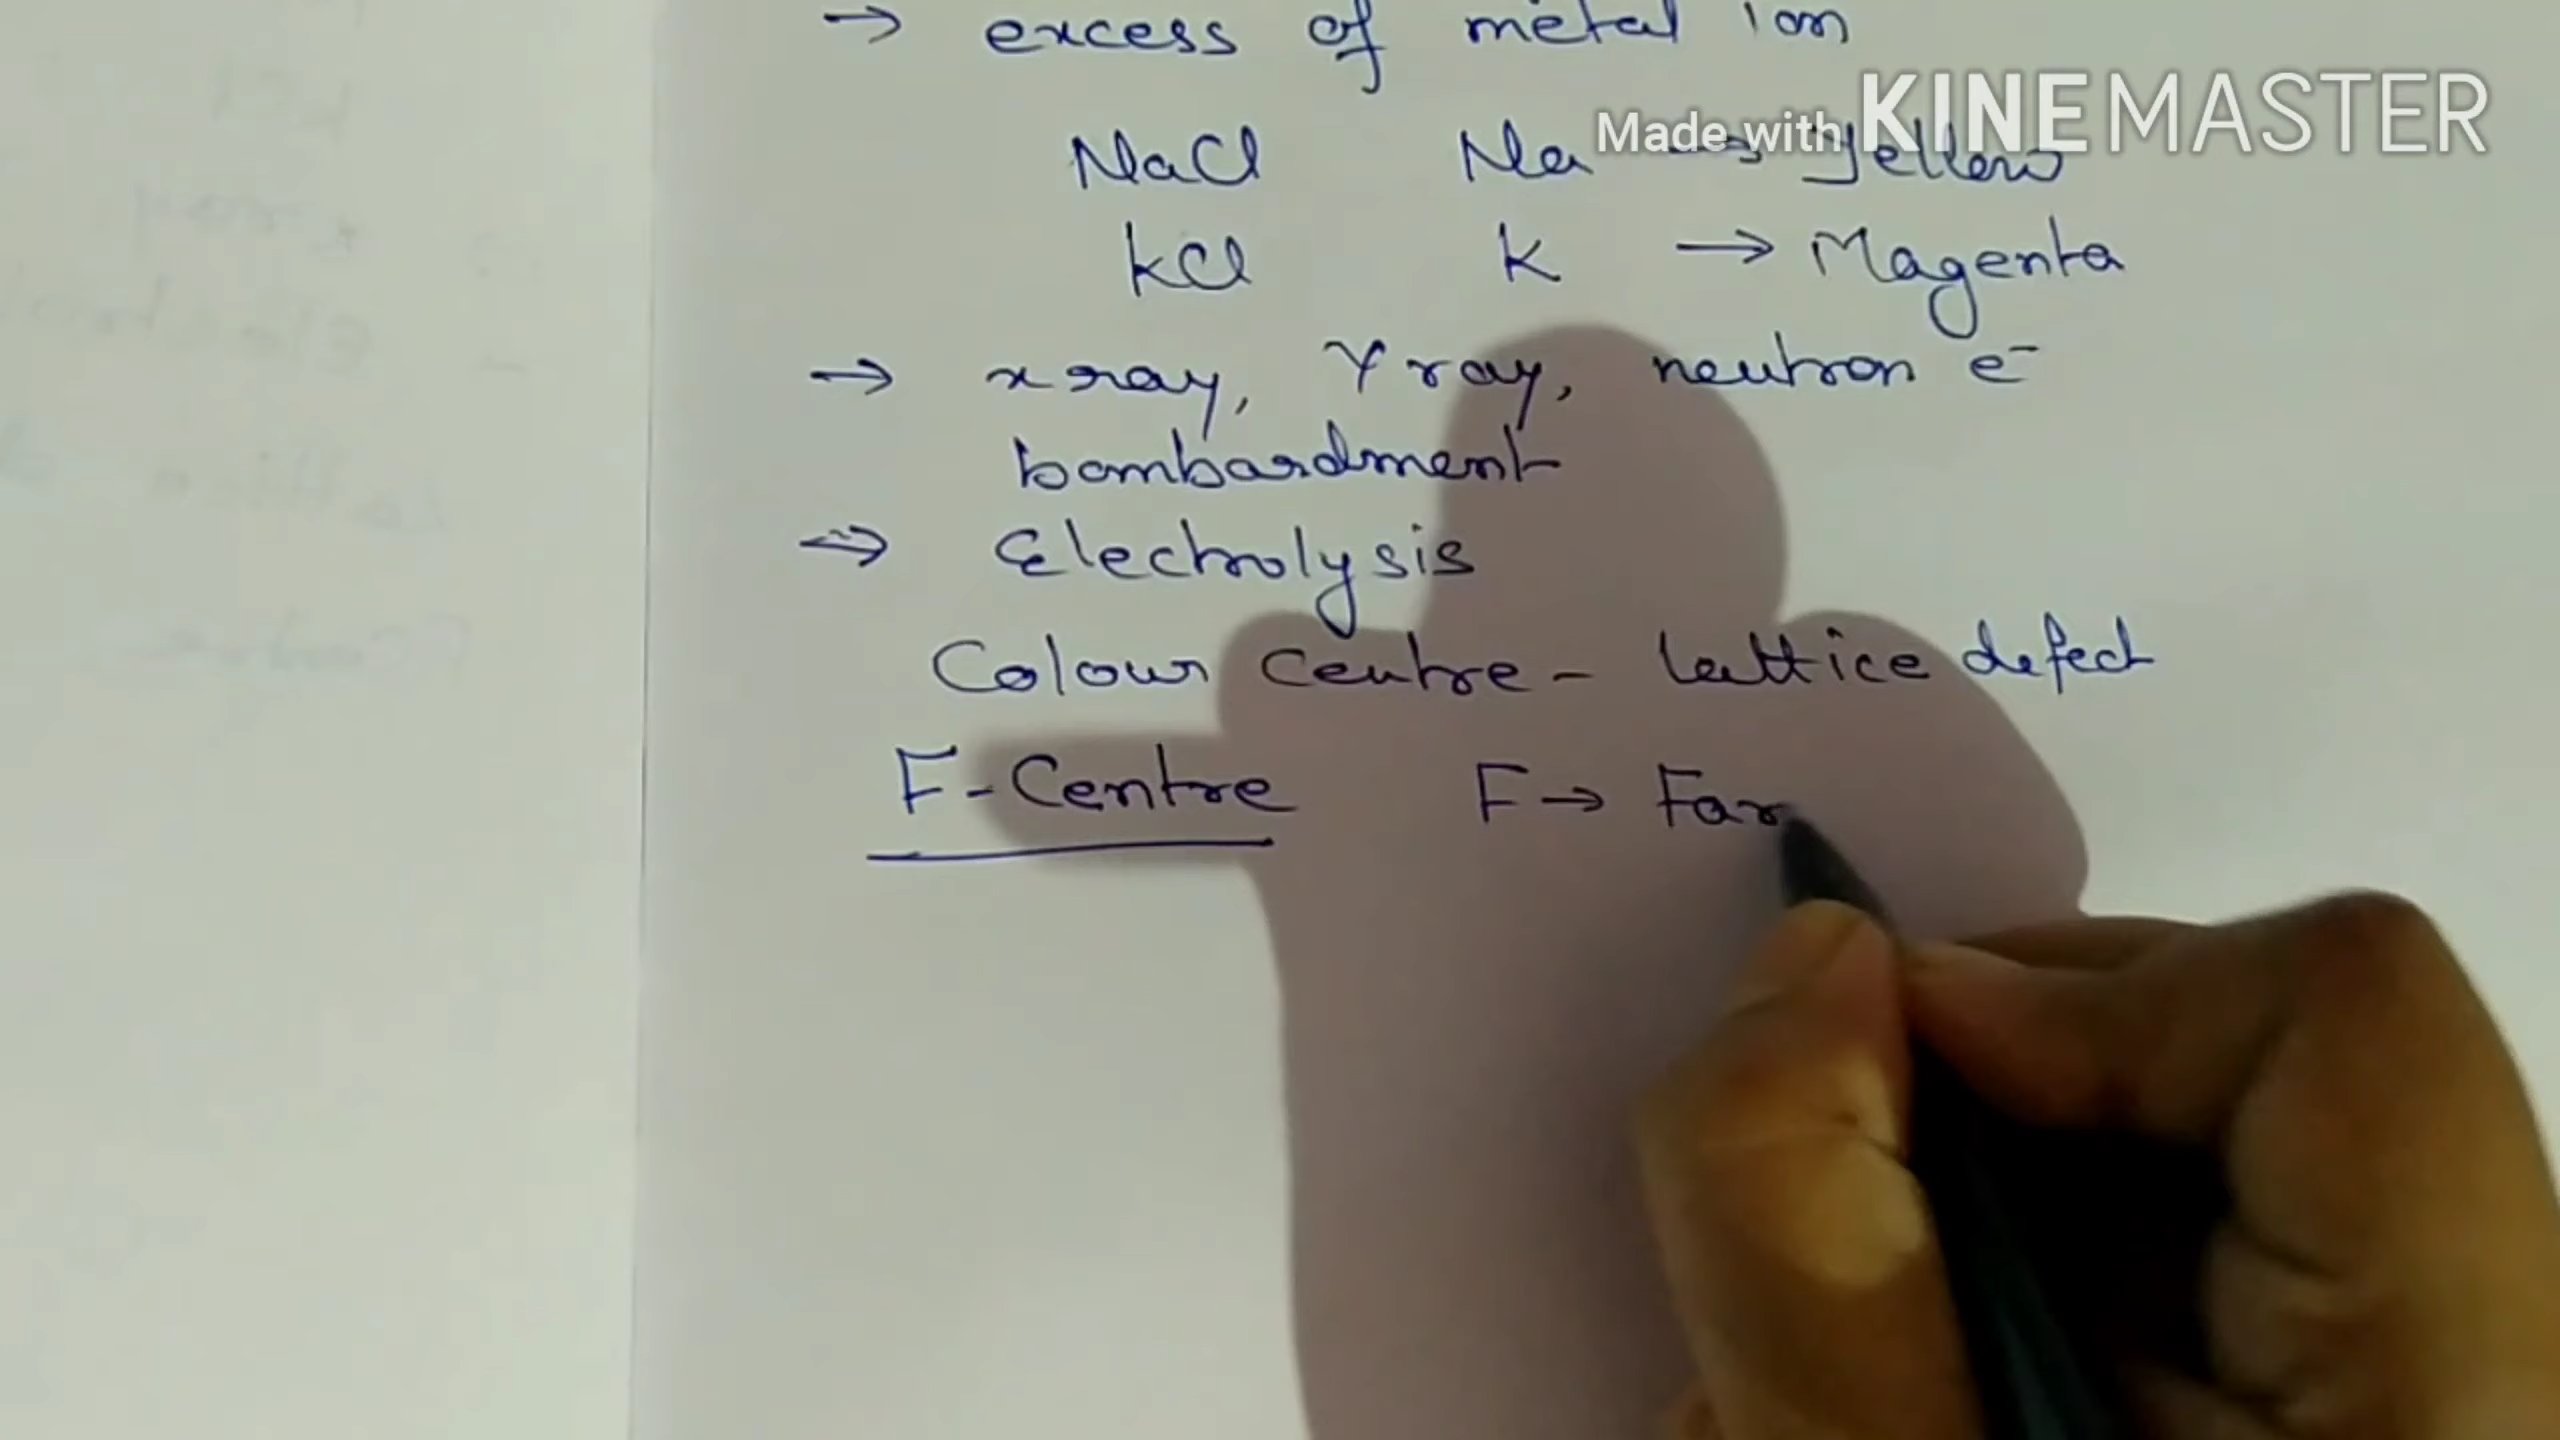 → excess of metal ion
Made with KINEMASTER
NaCl Na → Yellow
KCl K → Magenta
→ x ray, γ ray, neutron e⁻
bombardment
→ Electrolysis
Colour centre - lattice defect
F-Centre F → Far